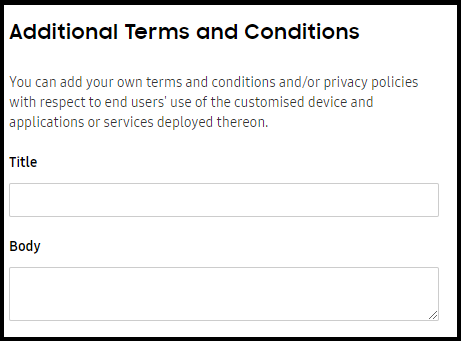 Additional Terms and Conditions
You can add your own terms and conditions and/or privacy policies
with respect to end users' use of the customised device and
applications or services deployed thereon.
Title
Body